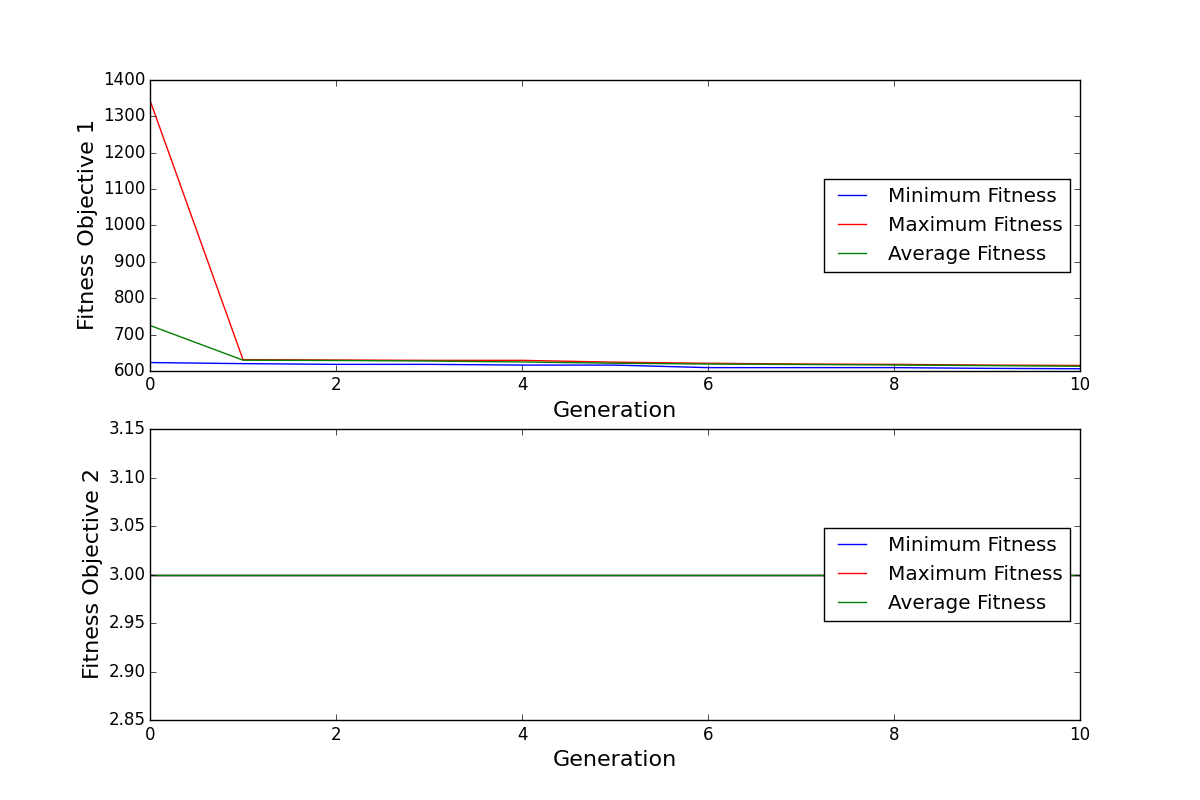 Fitness Objective 1
1400
1300
1200
1100
1000
900
800
700
600
Minimum Fitness
Maximum Fitness
Average Fitness
0 2 4 6 8 10
Generation
Fitness Objective 2
3.15
3.10
3.05
3.00
2.95
2.90
2.85
Minimum Fitness
Maximum Fitness
Average Fitness
0 2 4 6 8 10
Generation